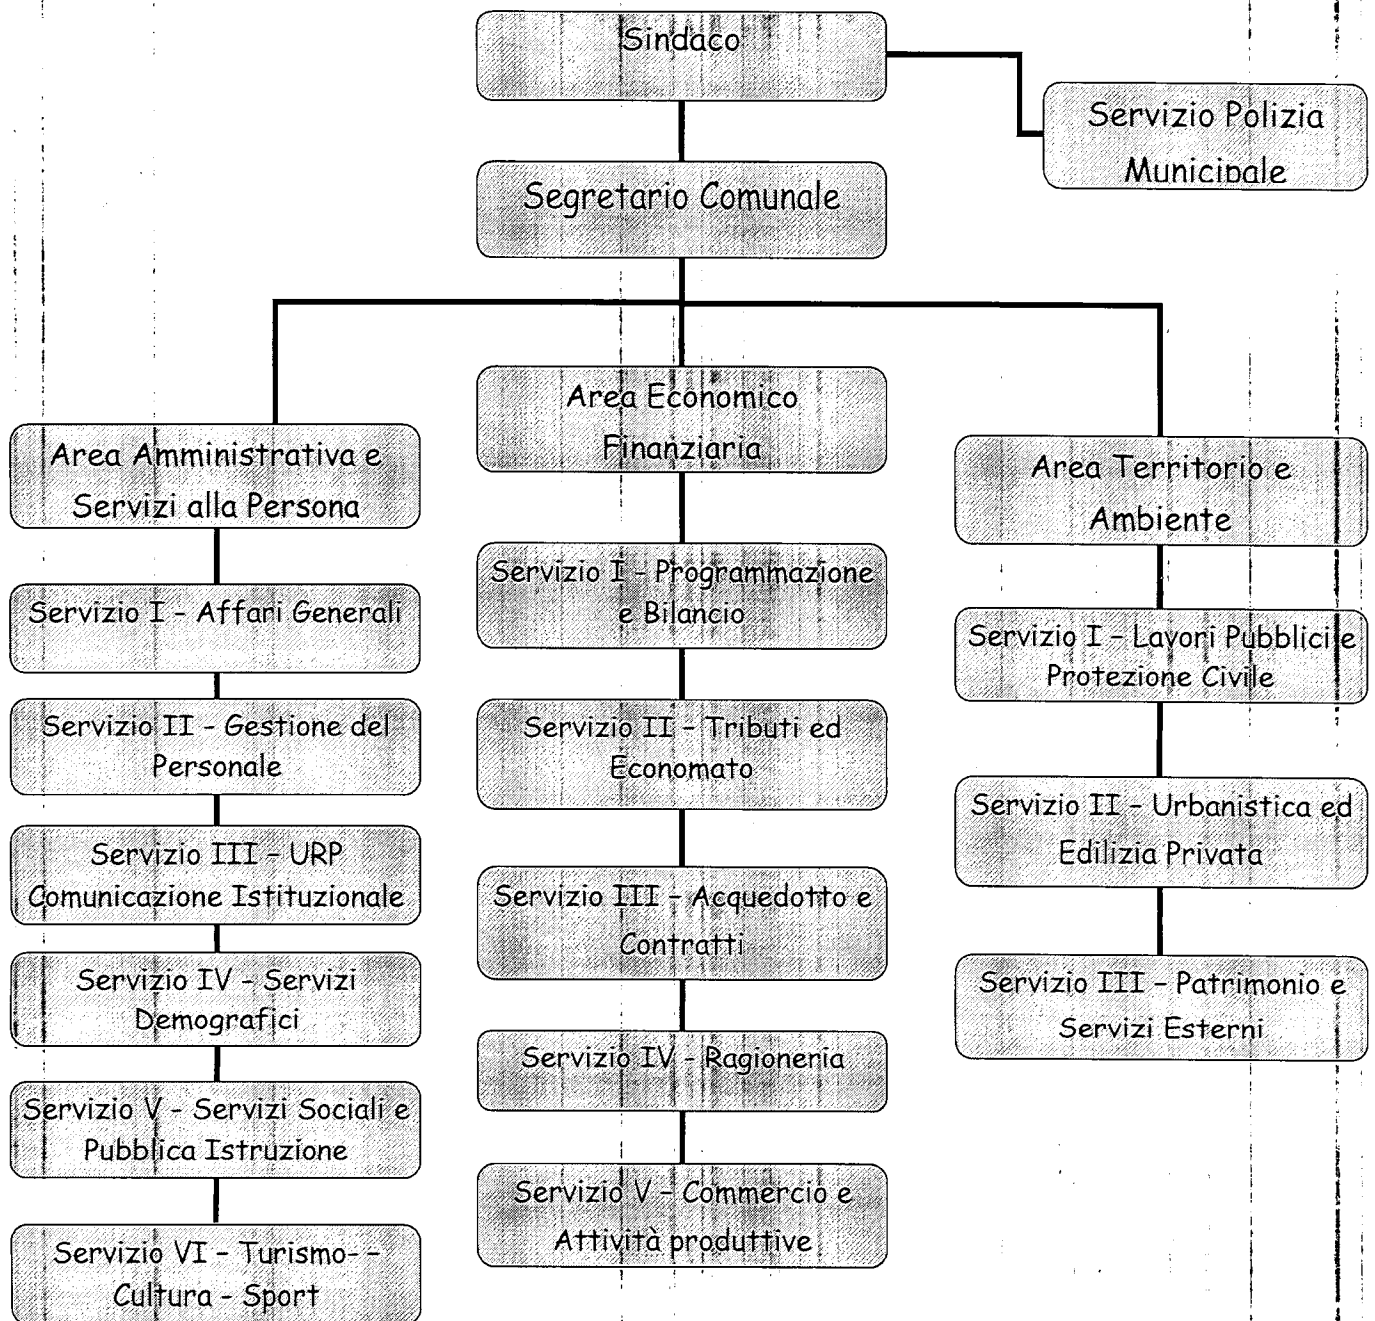 Sindaco
Servizio Polizia
Municipale
Segretario Comunale
Area Amministrativa e
Servizi alla Persona
Servizio I - Affari Generali
Servizio II - Gestione del
Personale
Servizio III - URP
Comunicazione Istituzionale
Servizio IV - Servizi
Demografici
Servizio V - Servizi Sociali e
Pubblica Istruzione
Servizio VI - Turismo- -
Cultura - Sport
Area Economico
Finanziaria
Servizio I - Programmazione
e Bilancio
Servizio II - Tributi ed
Economato
Servizio III - Acquedotto e
Contratti
Servizio IV - Ragioneria
Servizio V - Commercio e
Attività produttive
Area Territorio e
Ambiente
Servizio I - Lavori Pubblici e
Protezione Civile
Servizio II - Urbanistica ed
Edilizia Privata
Servizio III - Patrimonio e
Servizi Esterni